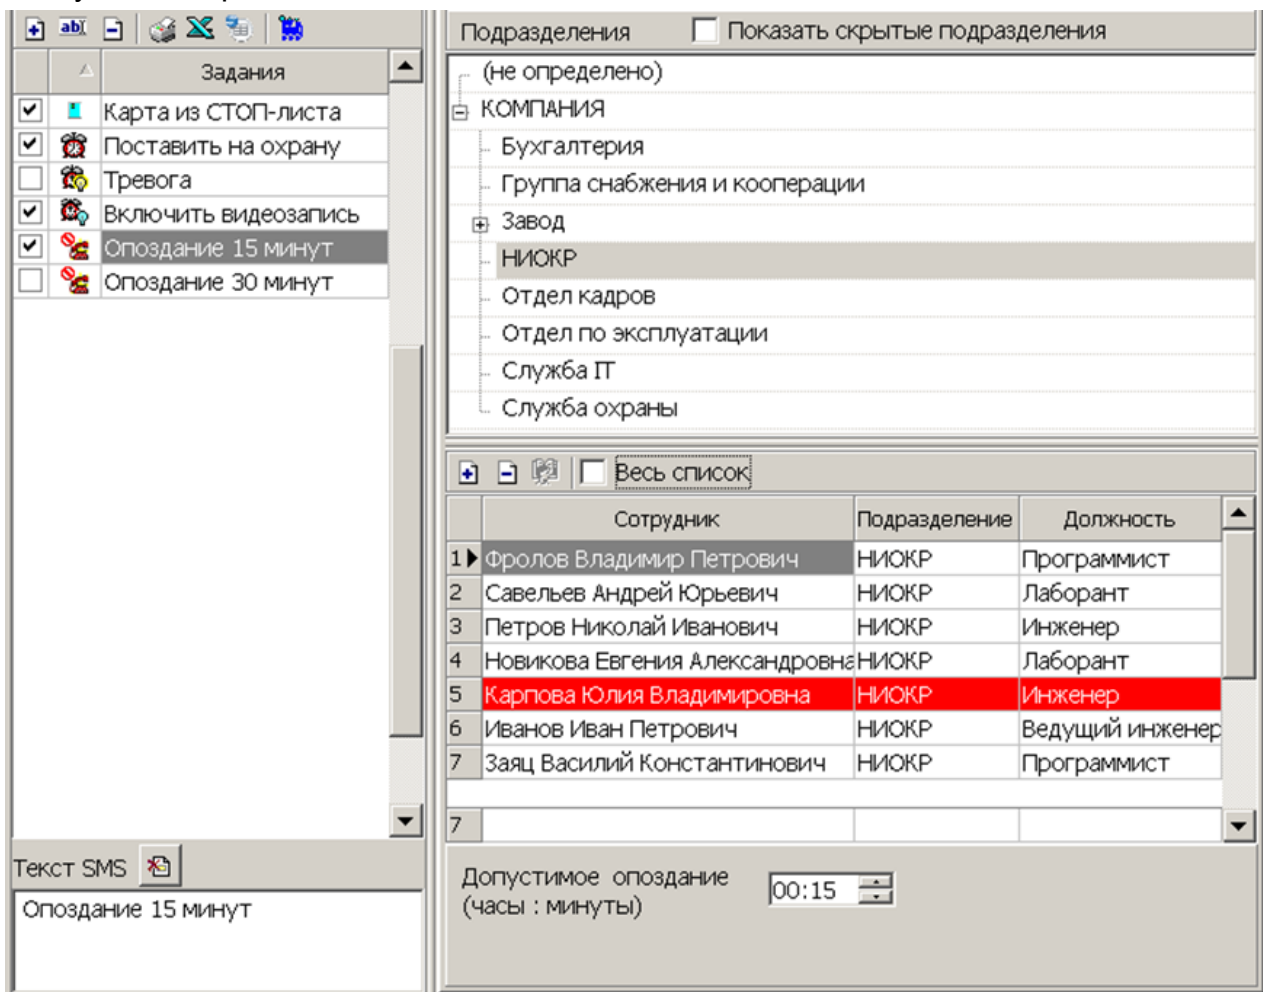 abl
Задания
Карта из СТОП-листа
Поставить на охрану
Тревога
Включить видеозапись
Опоздание 15 минут
Опоздание 30 минут
Текст SMS
Опоздание 15 минут
Подразделения Показать скрытые подразделения
(не определено)
КОМПАНИЯ
Бухгалтерия
Группа снабжения и кооперации
Завод
НИОКР
Отдел кадров
Отдел по эксплуатации
Служба IT
Служба охраны
Весь список
Сотрудник Подразделение Должность
1 Фролов Владимир Петрович НИОКР Программист
2 Савельев Андрей Юрьевич НИОКР Лаборант
3 Петров Николай Иванович НИОКР Инженер
4 Новикова Евгения Александровна НИОКР Лаборант
5 Карпова Юлия Владимировна НИОКР Инженер
6 Иванов Иван Петрович НИОКР Ведущий инженер
7 Заяц Василий Константинович НИОКР Программист
7
Допустимое опоздание 00:15
(часы : минуты)